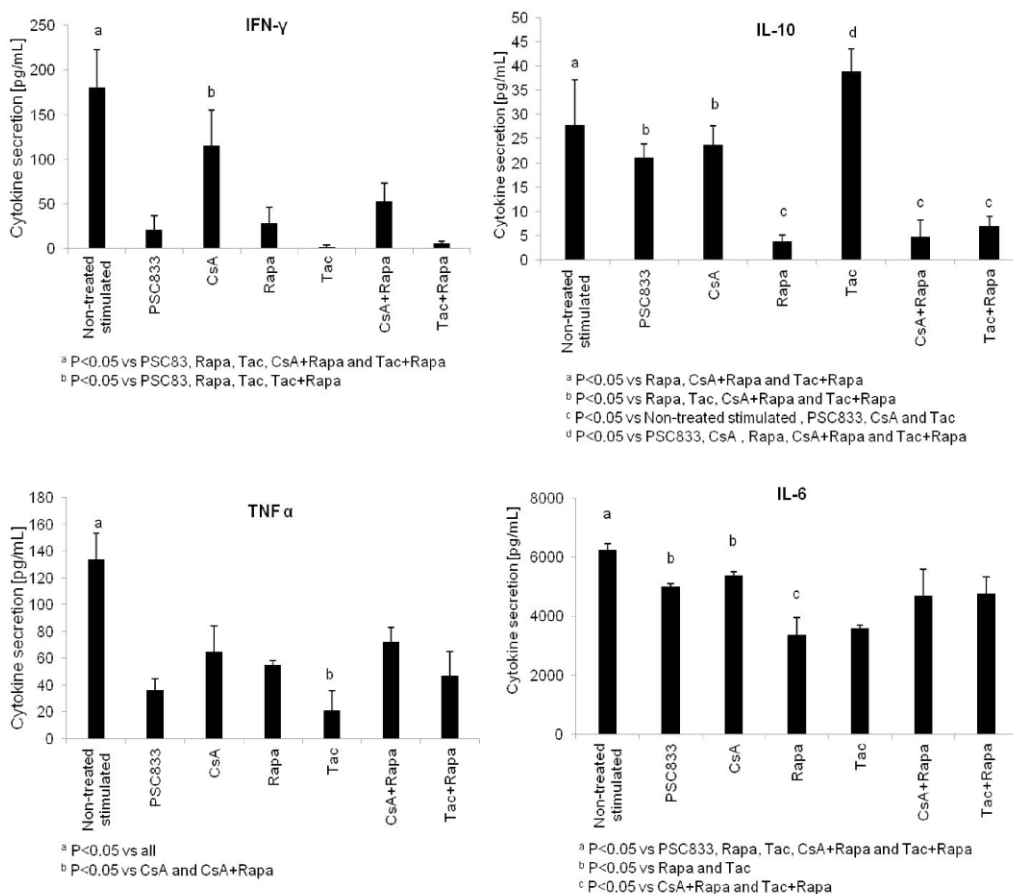 IFN-γ
Cytokine secretion [pg/mL]
250
200
150
100
50
0
a
b
Non-treated
stimulated
PSC833
CsA
Rapa
Tac
CsA+Rapa
Tac+Rapa
a P<0.05 vs PSC83, Rapa, Tac, CsA+Rapa and Tac+Rapa
b P<0.05 vs PSC83, Rapa, Tac, Tac+Rapa
IL-10
Cytokine secretion [pg/mL]
50
45
40
35
30
25
20
15
10
5
0
a
b
b
c
d
c
c
Non-treated
stimulated
PSC833
CsA
Rapa
Tac
CsA+Rapa
Tac+Rapa
a P<0.05 vs Rapa, CsA+Rapa and Tac+Rapa
b P<0.05 vs Rapa, Tac, CsA+Rapa and Tac+Rapa
c P<0.05 vs Non-treated stimulated , PSC833, CsA and Tac
d P<0.05 vs PSC833, CsA , Rapa, CsA+Rapa and Tac+Rapa
TNF α
Cytokine secretion [pg/mL]
180
160
140
120
100
80
60
40
20
0
a
b
Non-treated
stimulated
PSC833
CsA
Rapa
Tac
CsA+Rapa
Tac+Rapa
a P<0.05 vs all
b P<0.05 vs CsA and CsA+Rapa
IL-6
Cytokine secretion [pg/mL]
8000
6000
4000
2000
0
a
b
b
c
Non-treated
stimulated
PSC833
CsA
Rapa
Tac
CsA+Rapa
Tac+Rapa
a P<0.05 vs PSC833, Rapa, Tac, CsA+Rapa and Tac+Rapa
b P<0.05 vs Rapa and Tac
c P<0.05 vs CsA+Rapa and Tac+Rapa